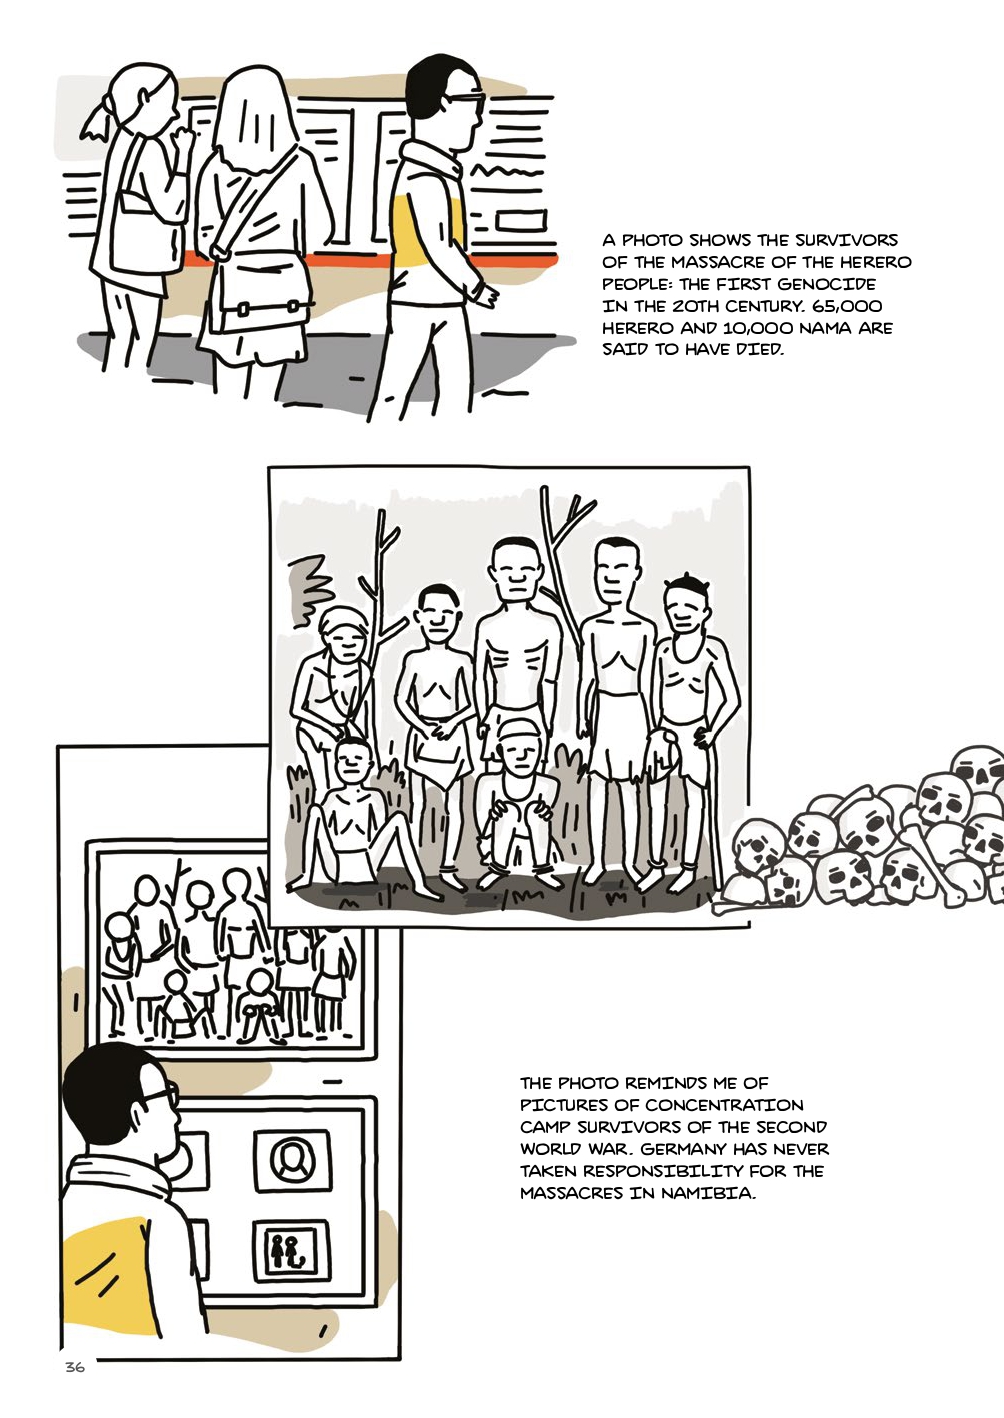 A PHOTO SHOWS THE SURVIVORS
OF THE MASSACRE OF THE HERERO
PEOPLE: THE FIRST GENOCIDE
IN THE 20TH CENTURY. 65,000
HERERO AND 10,000 NAMA ARE
SAID TO HAVE DIED.
THE PHOTO REMINDS ME OF
PICTURES OF CONCENTRATION
CAMP SURVIVORS OF THE SECOND
WORLD WAR. GERMANY HAS NEVER
TAKEN RESPONSIBILITY FOR THE
MASSACRES IN NAMIBIA.
36